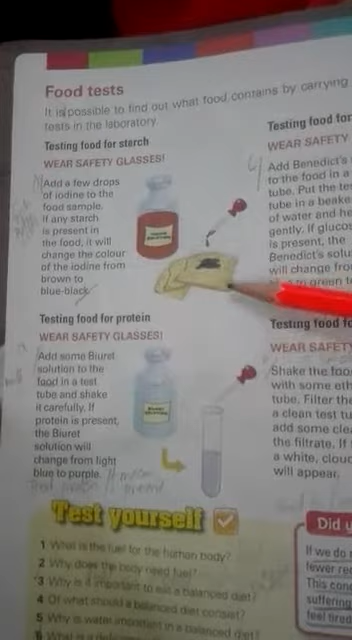 Food tests
It is possible to find out what food contains by carrying
tests in the laboratory.
Testing food for starch
WEAR SAFETY GLASSES!
Add a few drops
of iodine to the
food sample.
If any starch
is present in
the food, it will
change the colour
of the iodine from
brown to
blue-black.
Testing food for protein
WEAR SAFETY GLASSES!
Add some Biuret
solution to the
food in a test
tube and shake
it carefully. If
protein is present,
the Biuret
solution will
change from light
blue to purple.
Testing food for
WEAR SAFETY
Add Benedict's
to the food in a
tube. Put the te
tube in a beake
of water and he
gently. If gluco
is present, the
Benedict's solu
will change fro
Testing food fo
WEAR SAFETY
Shake the foo
with some eth
tube. Filter the
a clean test tu
add some clea
the filtrate. If
a white, cloud
will appear.
Test yourself
1 What is the fuel for the human body?
2 Why does the body need fuel?
3 Why is it important to eat a balanced diet?
4 Of what should a balanced diet consist?
5 Why is water important in a balanced diet
6 What is a
Did y
If we do
fewer red
This con
suffering
feel tired